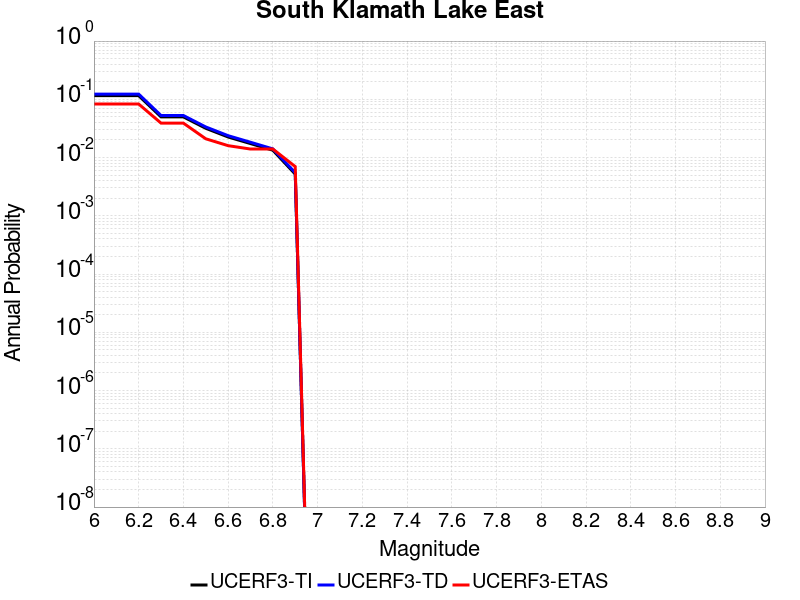 South Klamath Lake East
10^0
10^-1
10^-2
10^-3
10^-4
10^-5
10^-6
10^-7
10^-8
Annual Probability
6 6.2 6.4 6.6 6.8 7 7.2 7.4 7.6 7.8 8 8.2 8.4 8.6 8.8 9
Magnitude
UCERF3-TI UCERF3-TD UCERF3-ETAS